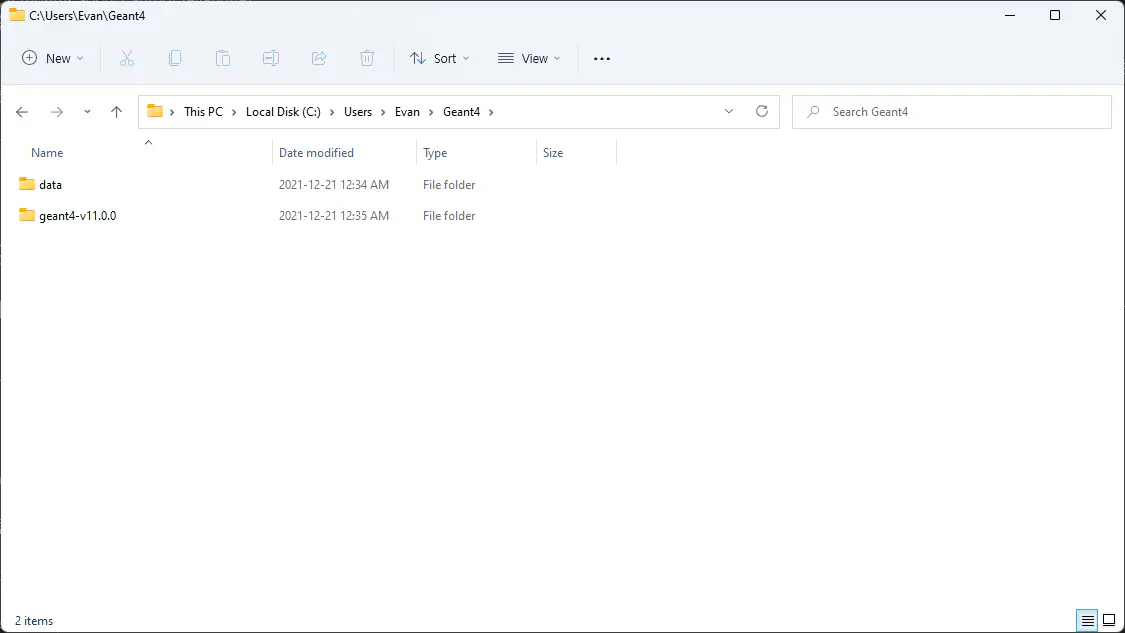 C:\Users\Evan\Geant4
New Sort View
This PC Local Disk (C:) Users Evan Geant4 Search Geant4
Name Date modified Type Size
data 2021-12-21 12:34 AM File folder
geant4-v11.0.0 2021-12-21 12:35 AM File folder
2 items